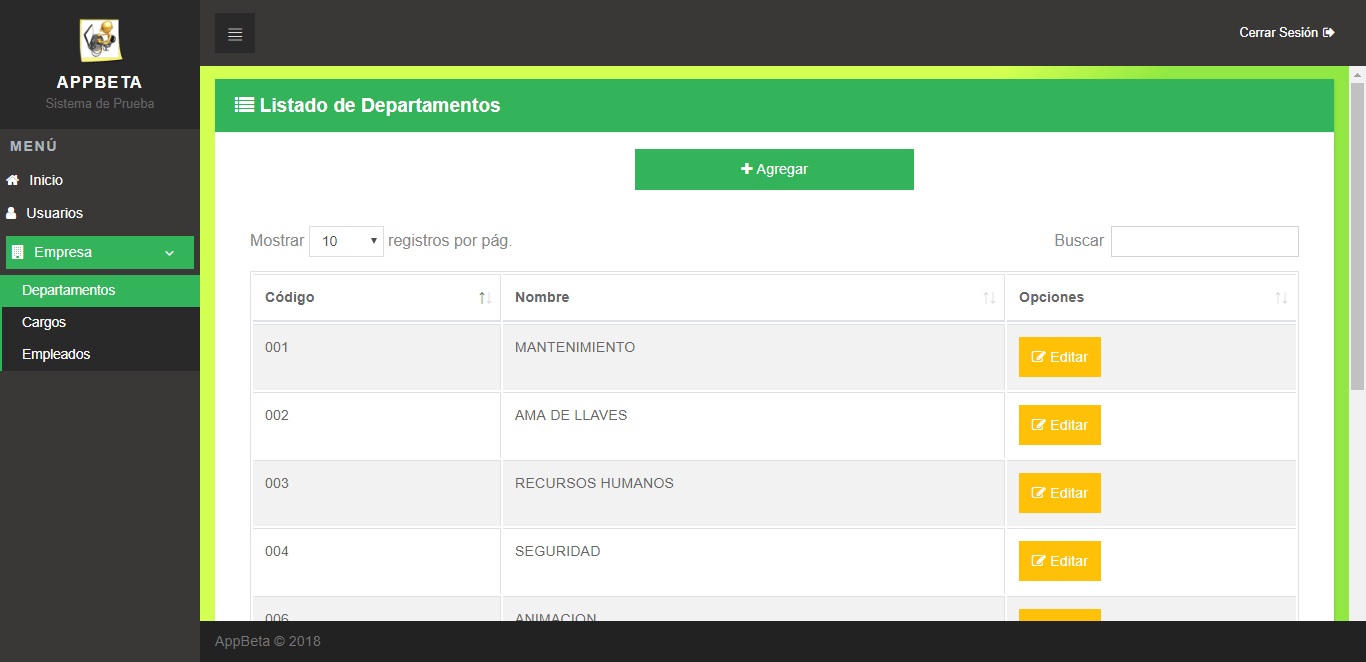 APPBETA
Sistema de Prueba
MENÚ
Inicio
Usuarios
Empresa
Departamentos
Cargos
Empleados
Cerrar Sesión
Listado de Departamentos
Agregar
Mostrar 10 registros por pág.
Buscar
Código Nombre Opciones
001 MANTENIMIENTO Editar
002 AMA DE LLAVES Editar
003 RECURSOS HUMANOS Editar
004 SEGURIDAD Editar
006 ANIMACION
AppBeta © 2018